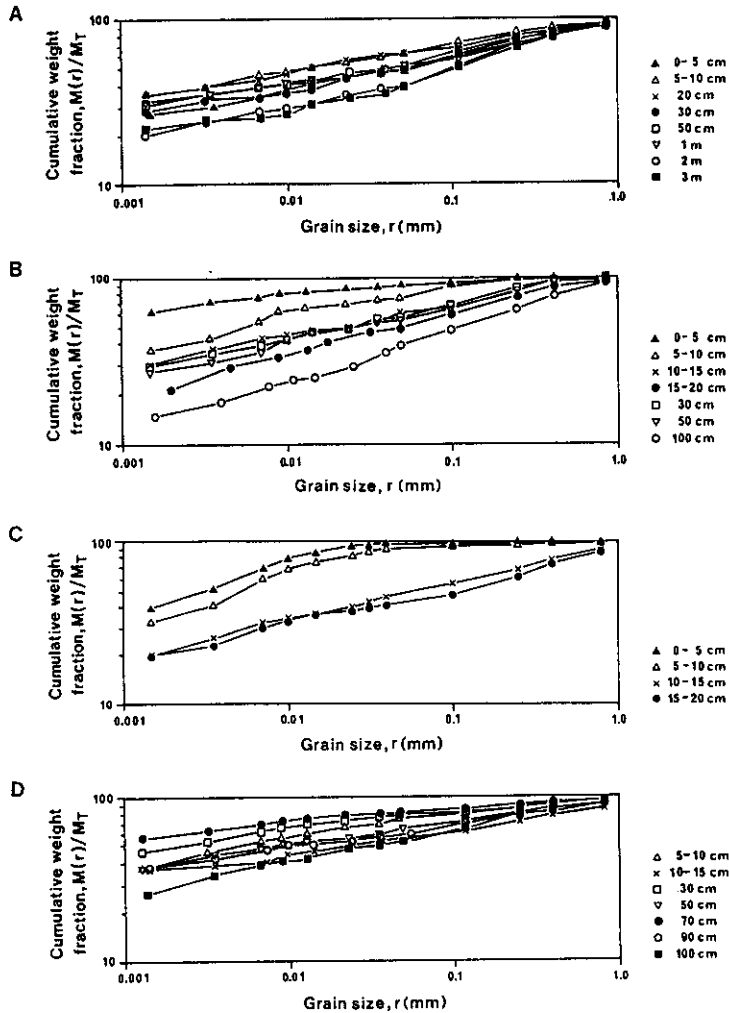 A
Cumulative weight
fraction, M(r)/MT
100
10
0.001
0.01
0.1
1.0
Grain size, r (mm)
0-5 cm
5-10 cm
20 cm
30 cm
50 cm
1 m
2 m
3 m
B
Cumulative weight
fraction, M(r)/MT
100
10
0.001
0.01
0.1
1.0
Grain size, r (mm)
0-5 cm
5-10 cm
10-15 cm
15-20 cm
30 cm
50 cm
100 cm
C
Cumulative weight
fraction, M(r)/MT
100
10
0.001
0.01
0.1
1.0
Grain size, r (mm)
0-5 cm
5-10 cm
10-15 cm
15-20 cm
D
Cumulative weight
fraction, M(r)/MT
100
10
0.001
0.01
0.1
1.0
Grain size, r (mm)
5-10 cm
10-15 cm
30 cm
50 cm
70 cm
90 cm
100 cm